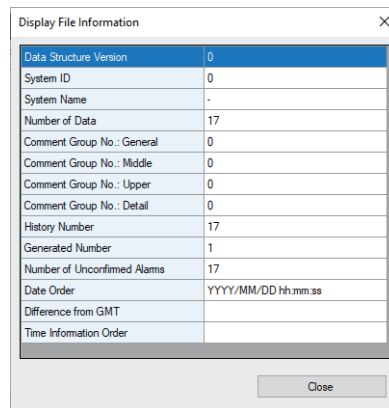 Display File Information
Data Structure Version 0
System ID 0
System Name -
Number of Data 17
Comment Group No.: General 0
Comment Group No.: Middle 0
Comment Group No.: Upper 0
Comment Group No.: Detail 0
History Number 17
Generated Number 1
Number of Unconfirmed Alarms 17
Date Order YYYY/MM/DD hh:mm:ss
Difference from GMT
Time Information Order
Close